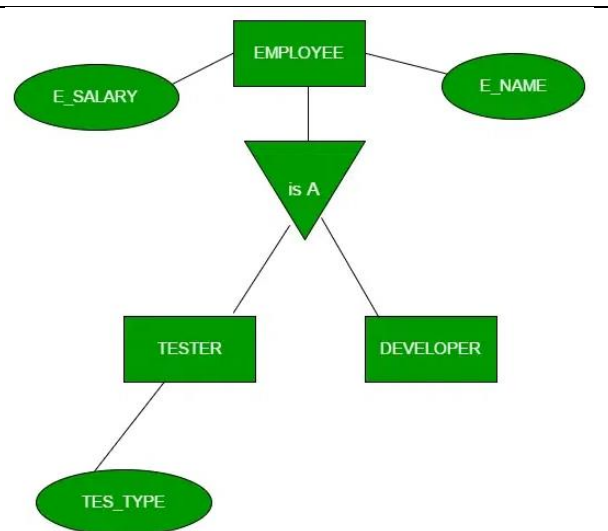 EMPLOYEE
E_SALARY
E_NAME
is A
TESTER
DEVELOPER
TES_TYPE